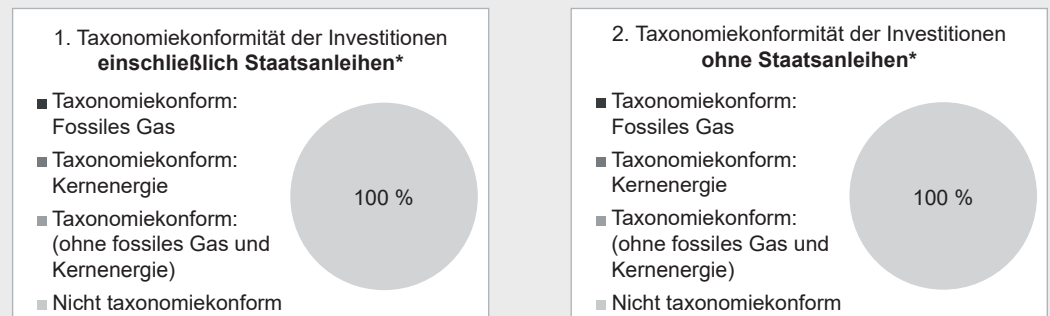 1. Taxonomiekonformität der Investitionen
einschließlich Staatsanleihen*
Taxonomiekonform:
Fossiles Gas
Taxonomiekonform:
Kernenergie
Taxonomiekonform:
(ohne fossiles Gas und
Kernenergie)
Nicht taxonomiekonform
100 %
2. Taxonomiekonformität der Investitionen
ohne Staatsanleihen*
Taxonomiekonform:
Fossiles Gas
Taxonomiekonform:
Kernenergie
Taxonomiekonform:
(ohne fossiles Gas und
Kernenergie)
Nicht taxonomiekonform
100 %